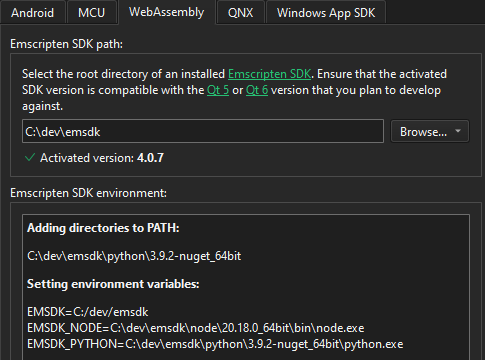 Android MCU WebAssembly QNX Windows App SDK
Emscripten SDK path:
Select the root directory of an installed Emscripten SDK. Ensure that the activated
SDK version is compatible with the Qt 5 or Qt 6 version that you plan to develop
against.
C:\dev\emsdk Browse...
Activated version: 4.0.7
Emscripten SDK environment:
Adding directories to PATH:
C:\dev\emsdk\python\3.9.2-nuget_64bit
Setting environment variables:
EMSDK=C:/dev/emsdk
EMSDK_NODE=C:\dev\emsdk\node\20.18.0_64bit\bin\node.exe
EMSDK_PYTHON=C:\dev\emsdk\python\3.9.2-nuget_64bit\python.exe